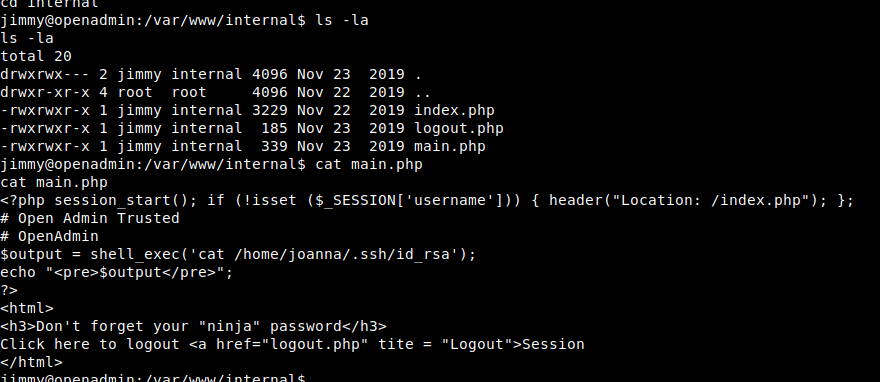 cd internal
jimmy@openadmin:/var/www/internal$ ls -la
ls -la
total 20
drwxrwx--- 2 jimmy internal 4096 Nov 23  2019 .
drwxr-xr-x 4 root  root     4096 Nov 22  2019 ..
-rwxrwxr-x 1 jimmy internal 3229 Nov 22  2019 index.php
-rwxrwxr-x 1 jimmy internal  185 Nov 23  2019 logout.php
-rwxrwxr-x 1 jimmy internal  339 Nov 23  2019 main.php
jimmy@openadmin:/var/www/internal$ cat main.php
cat main.php
<?php session_start(); if (!isset ($_SESSION['username'])) { header("Location: /index.php"); };
# Open Admin Trusted
# OpenAdmin
$output = shell_exec('cat /home/joanna/.ssh/id_rsa');
echo "<pre>$output</pre>";
?>
<html>
<h3>Don't forget your "ninja" password</h3>
Click here to logout <a href="logout.php" tite = "Logout">Session
</html>
jimmy@openadmin:/var/www/internal$